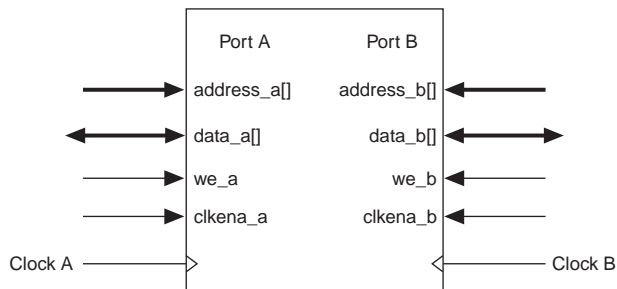 Port A Port B
address_a[] address_b[]
data_a[] data_b[]
we_a we_b
clkena_a clkena_b
Clock A Clock B